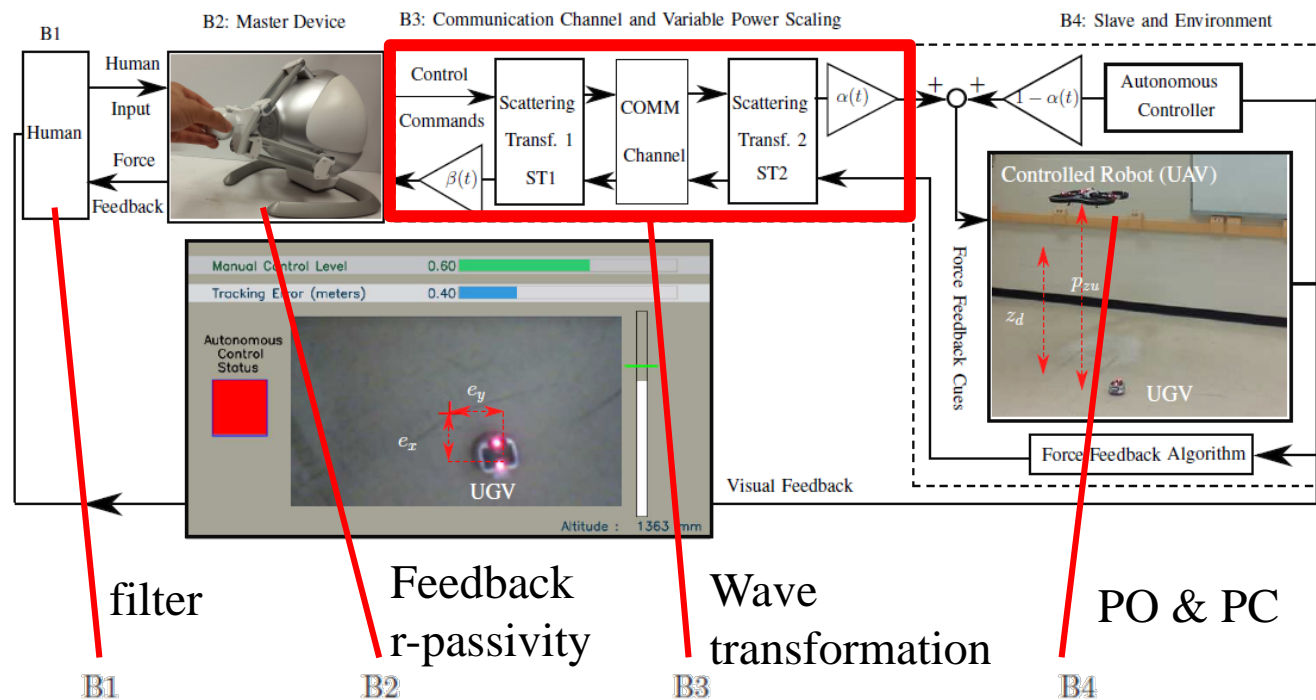 B1
B2: Master Device
B3: Communication Channel and Variable Power Scaling
B4: Slave and Environment
Human
Human
Input
Force
Feedback
Control
Commands
β(t)
Scattering
Transf. 1
ST1
COMM
Channel
Scattering
Transf. 2
ST2
α(t)
+
+
1 − α(t)
Autonomous
Controller
Controlled Robot (UAV)
p_{zu}
z_d
UGV
Force Feedback Cues
Force Feedback Algorithm
Visual Feedback
Manual Control Level 0.60
Tracking Error (meters) 0.40
Autonomous
Control
Status
e_y
e_x
UGV
Altitude : 1363 mm
filter
Feedback
r-passivity
Wave
transformation
PO & PC
B1
B2
B3
B4